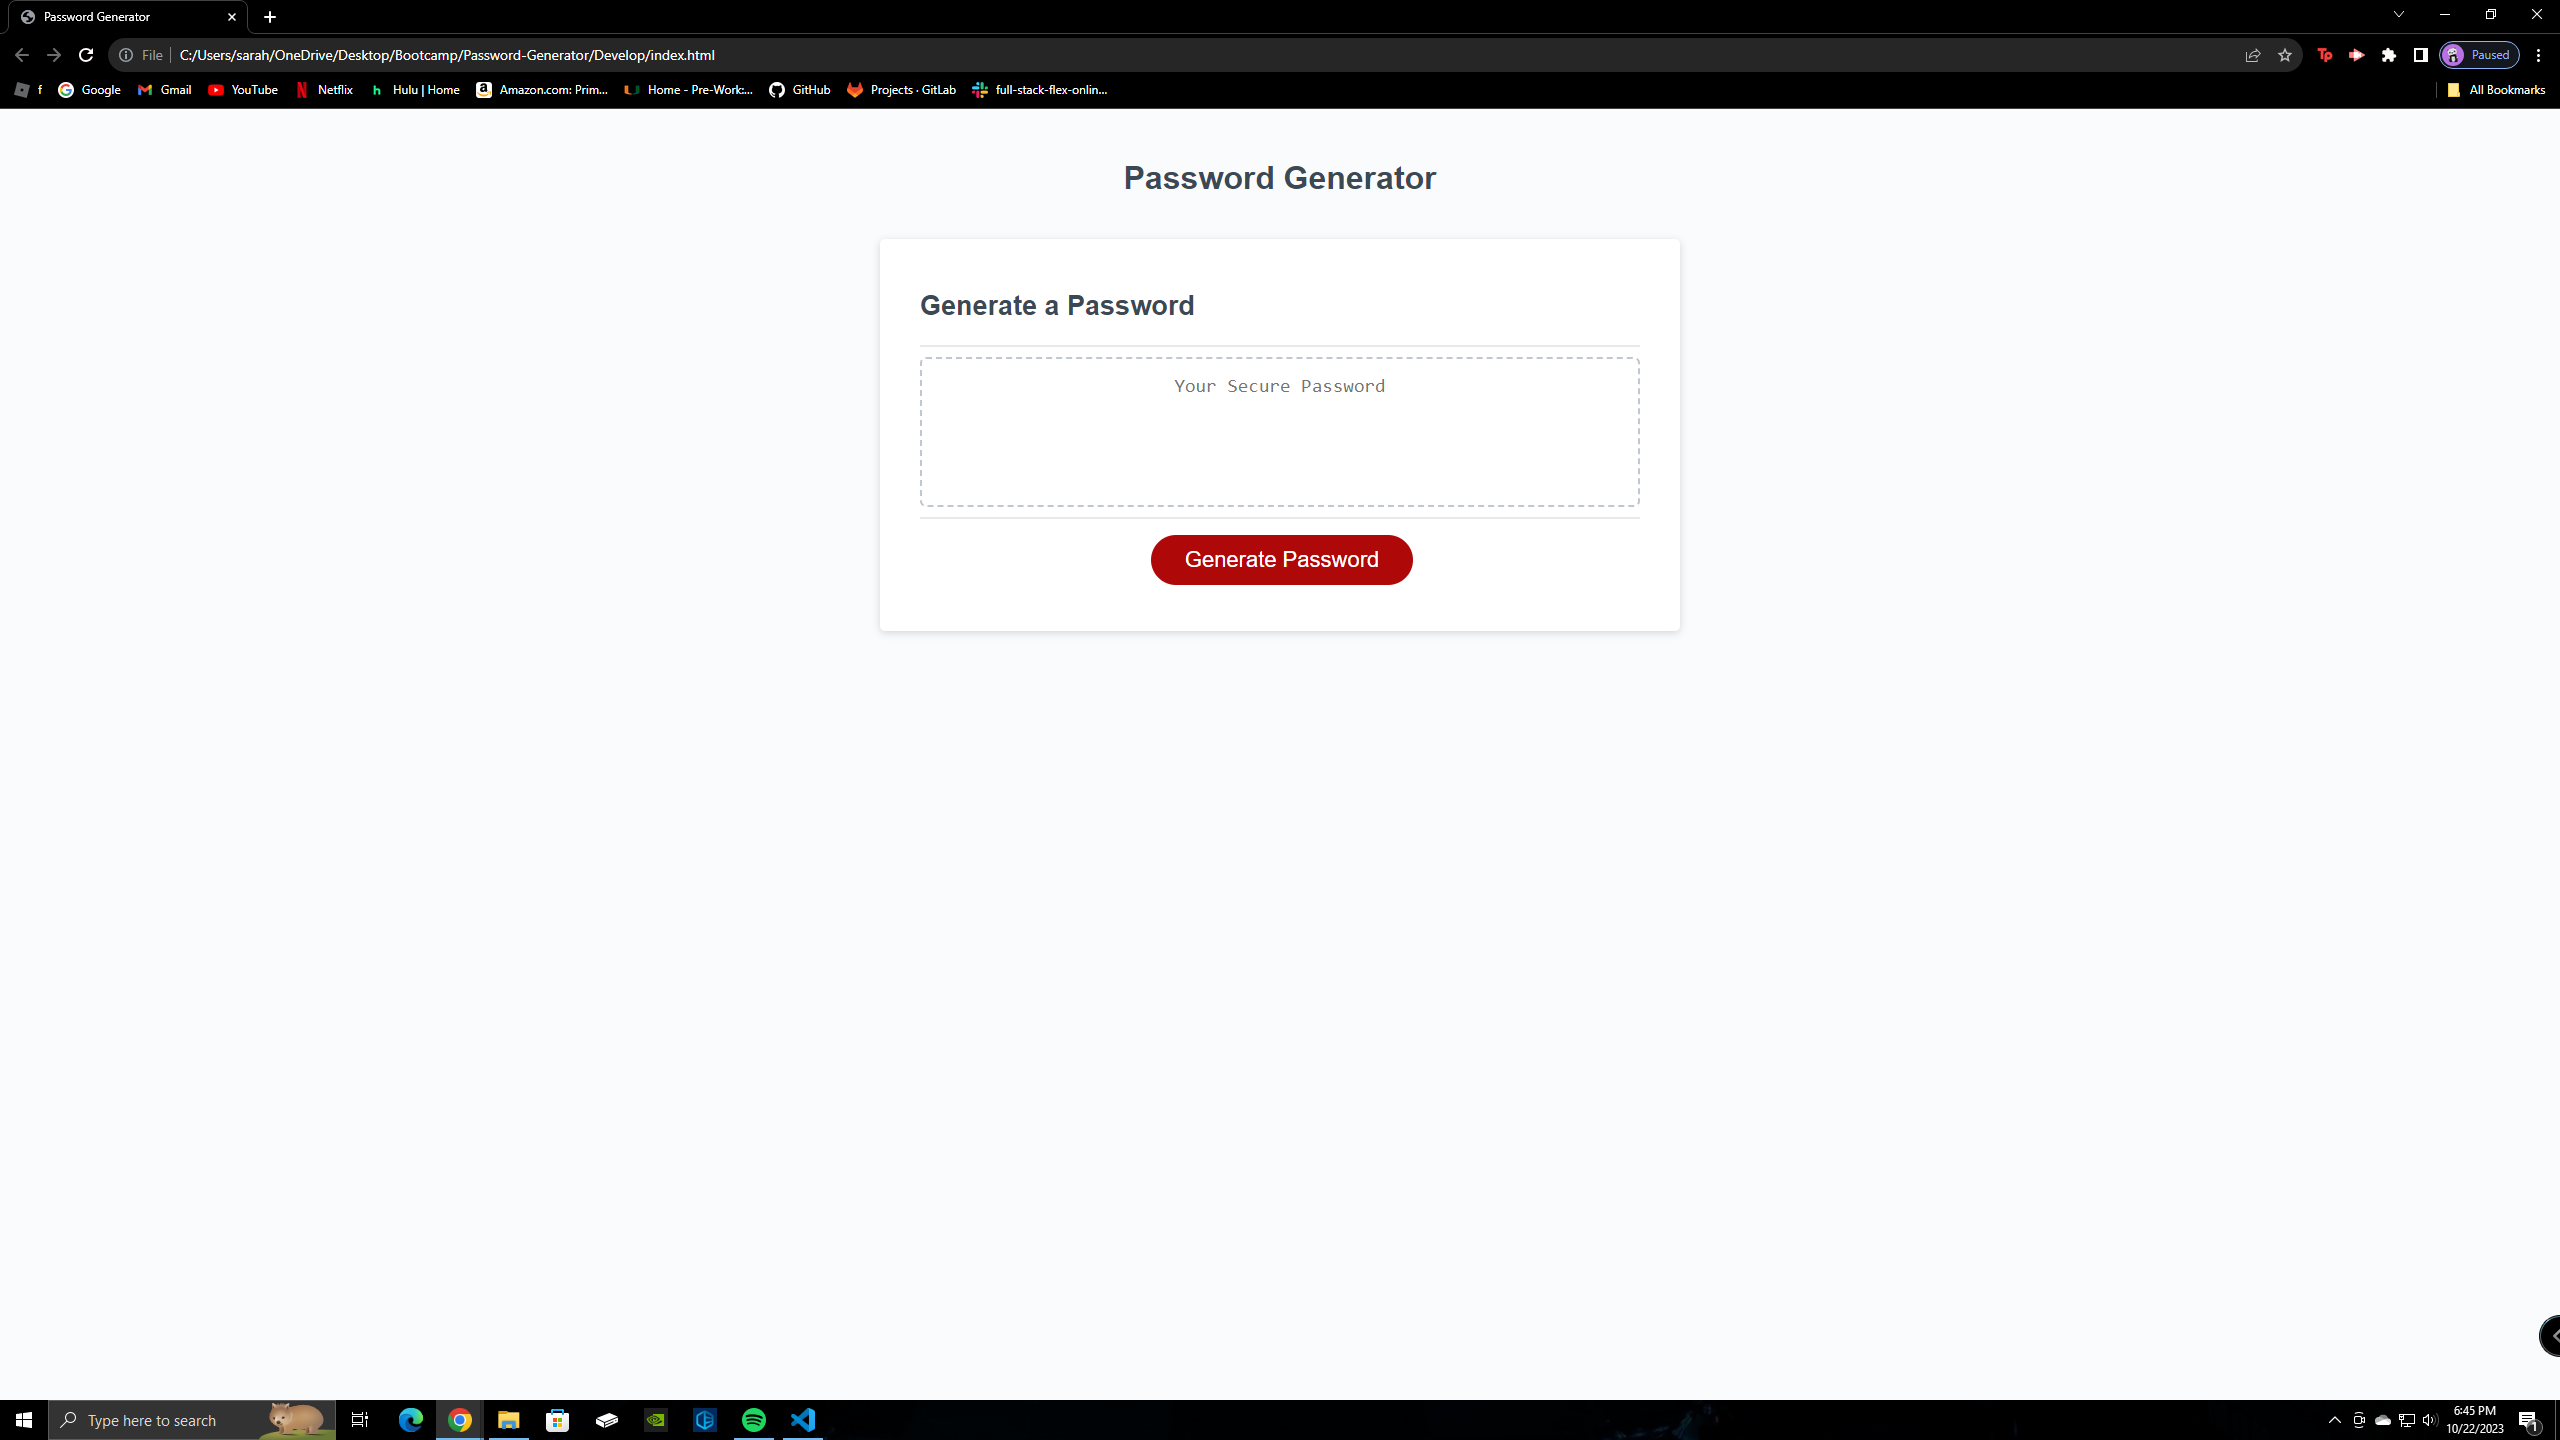 Password Generator
File
C:/Users/sarah/OneDrive/Desktop/Bootcamp/Password-Generator/Develop/index.html
Paused
f
Google
Gmail
YouTube
Netflix
Hulu | Home
Amazon.com: Prim...
Home - Pre-Work:...
GitHub
Projects · GitLab
full-stack-flex-onlin...
All Bookmarks
Password Generator
Generate a Password
Your Secure Password
Generate Password
Type here to search
6:45 PM
10/22/2023
1